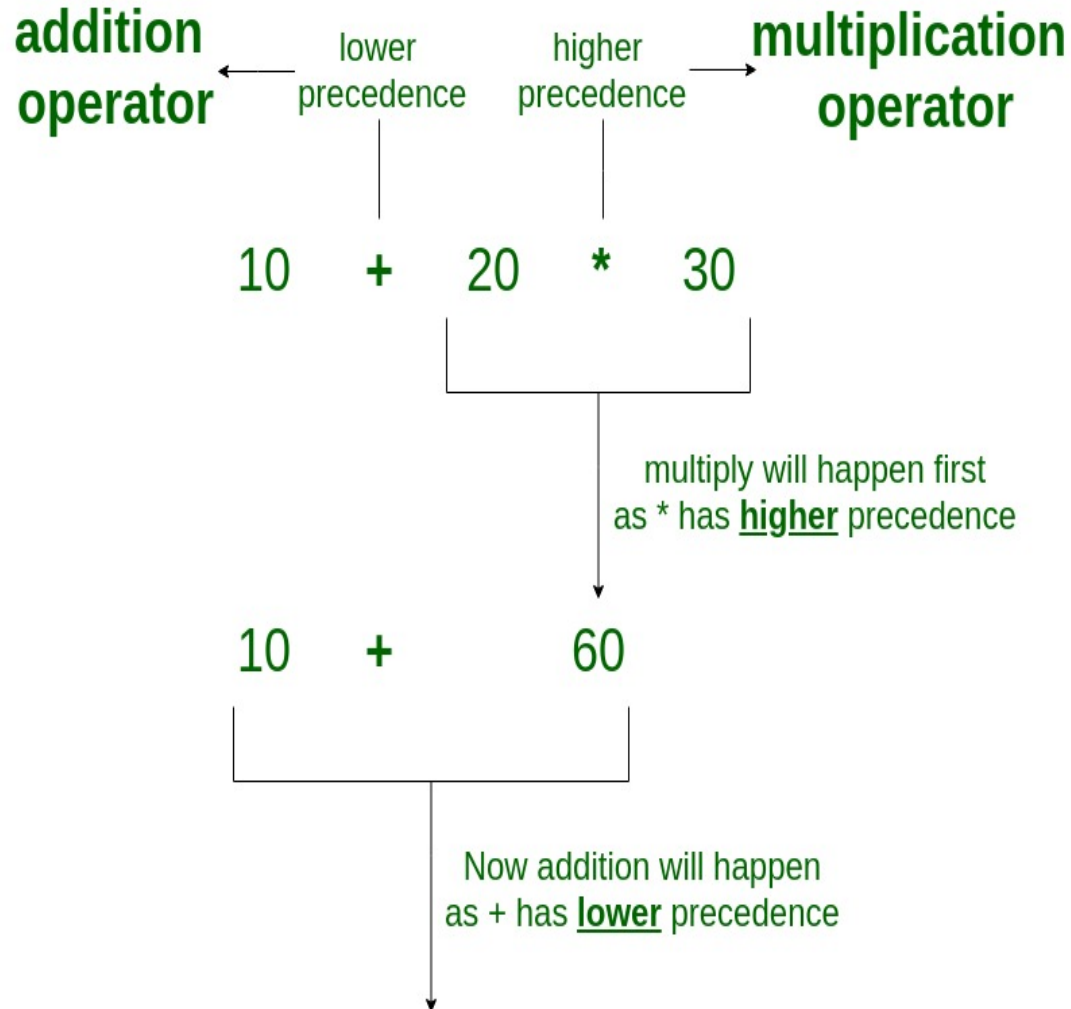 addition
operator
lower
precedence
higher
precedence
multiplication
operator
10 + 20 * 30
multiply will happen first
as * has higher precedence
10 + 60
Now addition will happen
as + has lower precedence